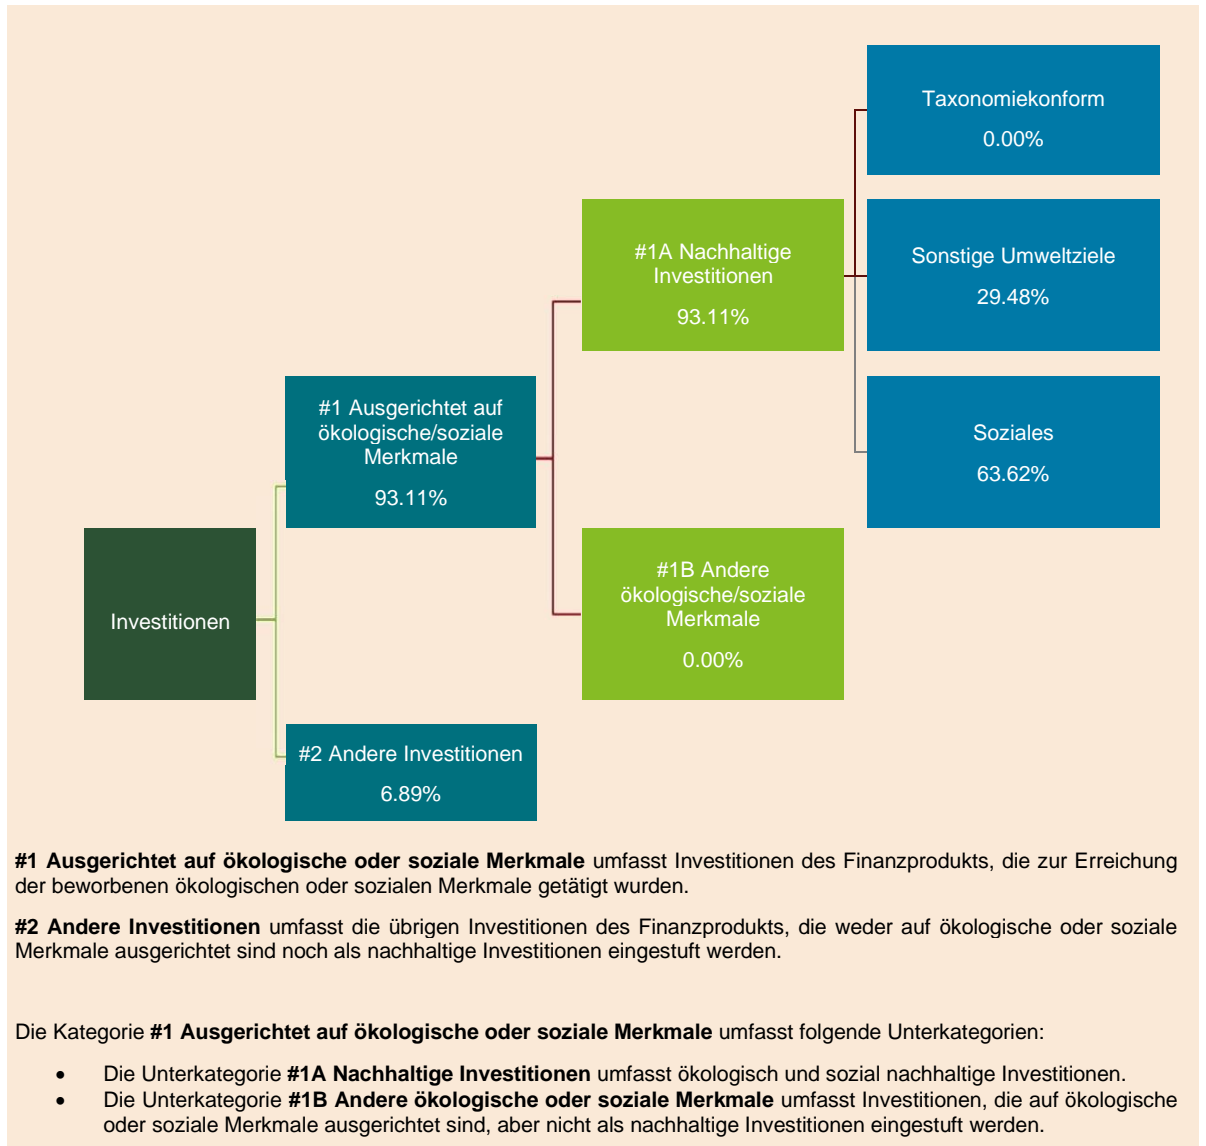 Taxonomiekonform
0.00%
#1A Nachhaltige
Investitionen
93.11%
Sonstige Umweltziele
29.48%
#1 Ausgerichtet auf
ökologische/soziale
Merkmale
93.11%
Soziales
63.62%
Investitionen
#1B Andere
ökologische/soziale
Merkmale
0.00%
#2 Andere Investitionen
6.89%
#1 Ausgerichtet auf ökologische oder soziale Merkmale umfasst Investitionen des Finanzprodukts, die zur Erreichung
der beworbenen ökologischen oder sozialen Merkmale getätigt wurden.
#2 Andere Investitionen umfasst die übrigen Investitionen des Finanzprodukts, die weder auf ökologische oder soziale
Merkmale ausgerichtet sind noch als nachhaltige Investitionen eingestuft werden.
Die Kategorie #1 Ausgerichtet auf ökologische oder soziale Merkmale umfasst folgende Unterkategorien:
• Die Unterkategorie #1A Nachhaltige Investitionen umfasst ökologisch und sozial nachhaltige Investitionen.
• Die Unterkategorie #1B Andere ökologische oder soziale Merkmale umfasst Investitionen, die auf ökologische
oder soziale Merkmale ausgerichtet sind, aber nicht als nachhaltige Investitionen eingestuft werden.